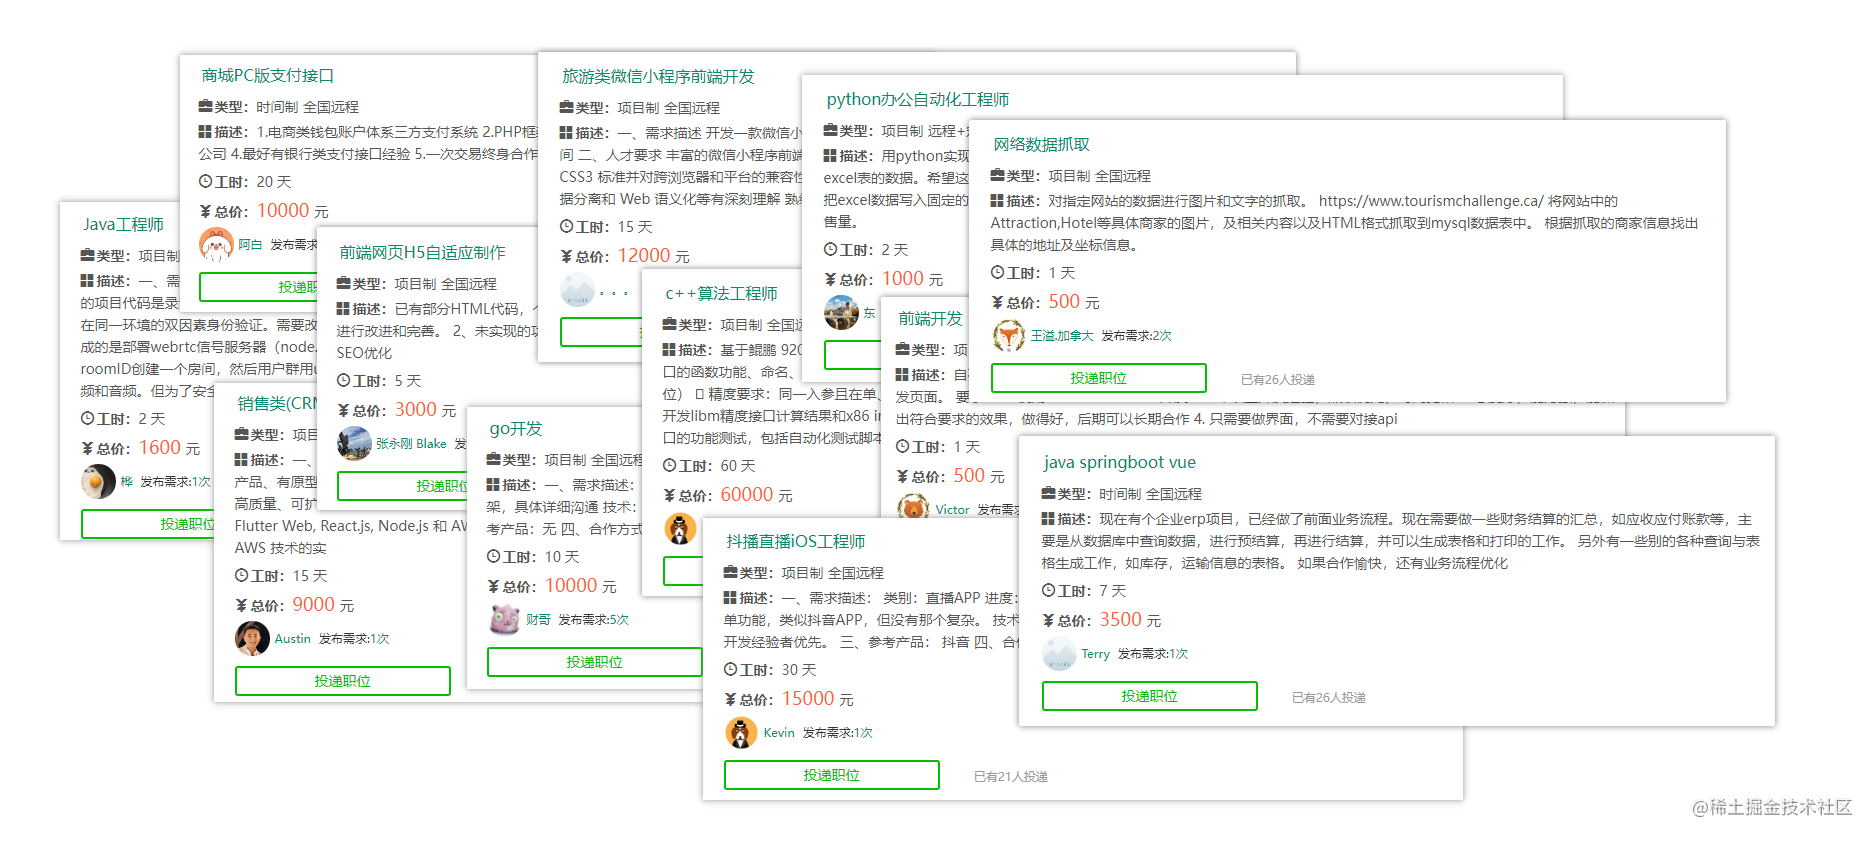 商城PC版支付接口
类型：时间制 全国远程
描述：1.电商类钱包账户体系三方支付系统 2.PHP框
公司 4.最好有银行类支付接口经验 5.一次交易终身合作
工时：20 天
总价：10000 元
阿白 发布需求
投递职
旅游类微信小程序前端开发
类型：项目制 全国远程
描述：一、需求描述 开发一款微信小
间 二、人才要求 丰富的微信小程序前端
CSS3 标准并对跨浏览器和平台的兼容性
据分离和 Web 语义化等有深刻理解 熟
工时：15 天
总价：12000 元
。。。
python办公自动化工程师
类型：项目制 远程+
描述：用python实现
excel表的数据。希望这
把excel数据写入固定的
售量。
工时：2 天
总价：1000 元
东
网络数据抓取
类型：项目制 全国远程
描述：对指定网站的数据进行图片和文字的抓取。 https://www.tourismchallenge.ca/ 将网站中的
Attraction,Hotel等具体商家的图片，及相关内容以及HTML格式抓取到mysql数据表中。 根据抓取的商家信息找出
具体的地址及坐标信息。
工时：1 天
总价：500 元
王溢.加拿大 发布需求:2次
投递职位
已有26人投递
Java工程师
类型：项目制
描述：一、需
的项目代码是录
在同一环境的双因素身份验证。需要改
成的是部署webrtc信号服务器（node.
roomID创建一个房间，然后用户群用u
频和音频。但为了安全
工时：2 天
总价：1600 元
桦 发布需求:1次
投递职位
前端网页H5自适应制作
类型：项目制 全国远程
描述：已有部分HTML代码，
进行改进和完善。 2、未实现的功
SEO优化
工时：5 天
总价：3000 元
张永刚 Blake 发
投递职位
c++算法工程师
类型：项目制 全国远
描述：基于鲲鹏 920
口的函数功能、命名、
位） 精度要求：同一入参目在单、
开发libm精度接口计算结果和x86 in
口的功能测试，包括自动化测试脚本
工时：60 天
总价：60000 元
前端开发
类型：项
描述：自
发页面。 要
出符合要求的效果，做得好，后期可以长期合作 4. 只需要做界面，不需要对接api
工时：1 天
总价：500 元
Victor 发布需求
销售类(CRM
类型：项目
描述：一、
产品、有原型
高质量、可扩
Flutter Web, React.js, Node.js 和 AW
AWS 技术的实
工时：15 天
总价：9000 元
Austin 发布需求:1次
投递职位
go开发
类型：项目制 全国远程
描述：一、需求描述：
架，具体详细沟通 技术：
考产品：无 四、合作方式
工时：10 天
总价：10000 元
财哥 发布需求:5次
投递职位
抖播直播iOS工程师
类型：项目制 全国远程
描述：一、需求描述： 类别：直播APP 进度：
单功能，类似抖音APP，但没有那个复杂。 技术
开发经验者优先。 三、参考产品： 抖音 四、合
工时：30 天
总价：15000 元
Kevin 发布需求:1次
投递职位
已有21人投递
java springboot vue
类型：时间制 全国远程
描述：现在有个企业erp项目，已经做了前面业务流程。现在需要做一些财务结算的汇总，如应收应付账款等，主
要是从数据库中查询数据，进行预结算，再进行结算，并可以生成表格和打印的工作。 另外有一些别的各种查询与表
格生成工作，如库存，运输信息的表格。 如果合作愉快，还有业务流程优化
工时：7 天
总价：3500 元
Terry 发布需求:1次
投递职位
已有26人投递
@稀土掘金技术社区